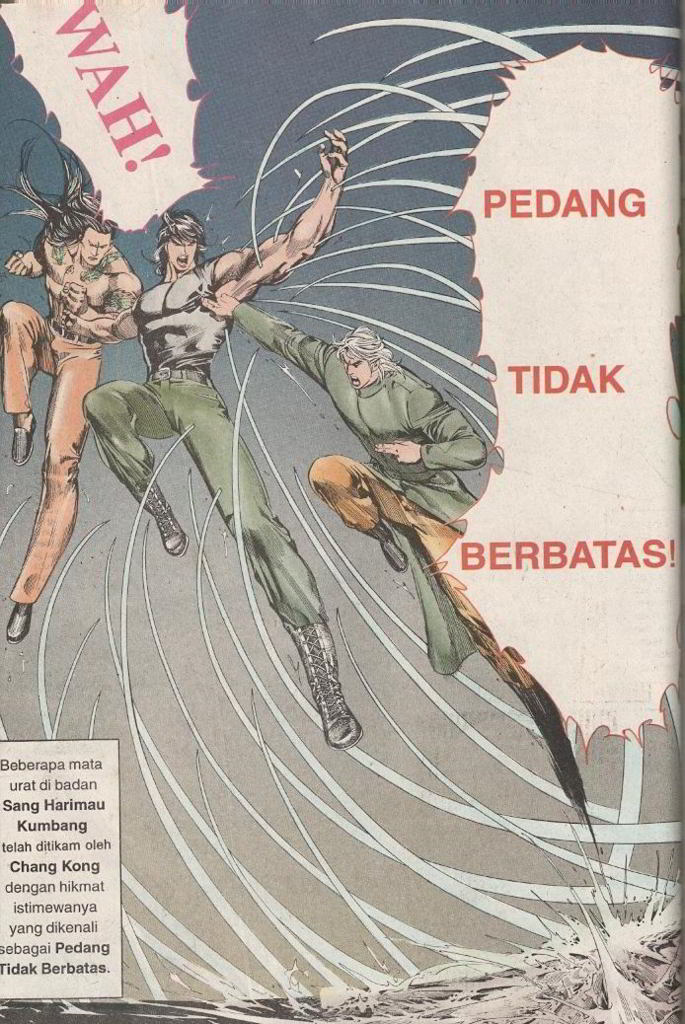 WAH!
PEDANG
TIDAK
BERBATAS!
Beberapa mata
urat di badan
Sang Harimau
Kumbang
telah ditikam oleh
Chang Kong
dengan hikmat
istimewanya
yang dikenali
sebagai Pedang
Tidak Berbatas.